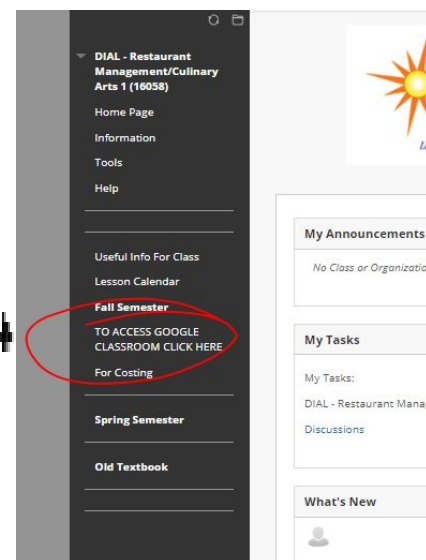 DIAL - Restaurant
Management/Culinary
Arts 1 (16058)
Home Page
Information
Tools
Help
Useful Info For Class
Lesson Calendar
Fall Semester
TO ACCESS GOOGLE
CLASSROOM CLICK HERE
For Costing
Spring Semester
Old Textbook
My Announcements
No Class or Organizatio
My Tasks
My Tasks:
DIAL - Restaurant Mana
Discussions
What's New